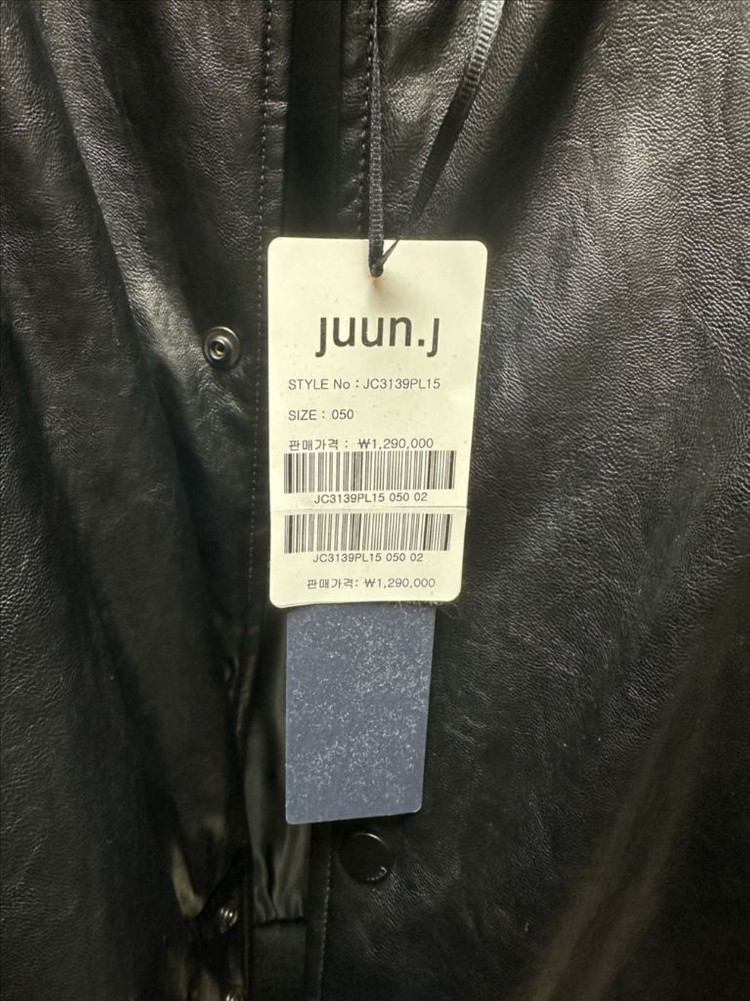 juun.j
STYLE No : JC3139PL15
SIZE : 050
판매가격 : ₩1,290,000
JC3139PL15 050 02
JC3139PL15 050 02
판매가격: ₩1,290,000